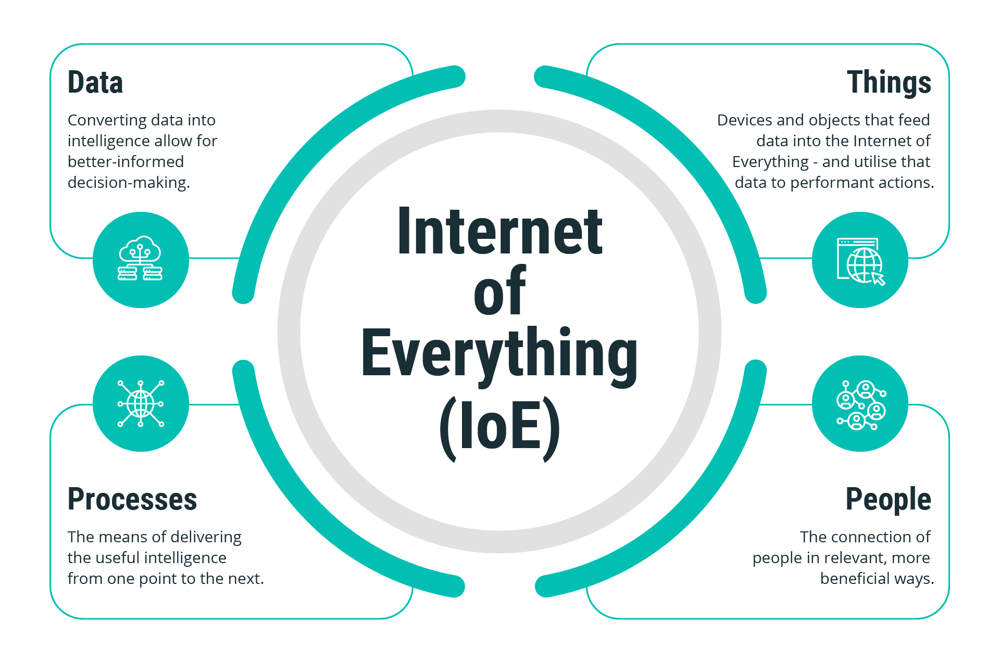 Data
Converting data into
intelligence allow for
better-informed
decision-making.
Things
Devices and objects that feed
data into the Internet of
Everything - and utilise that
data to performant actions.
Internet
of
Everything
(IoE)
Processes
The means of delivering
the useful intelligence
from one point to the next.
People
The connection of
people in relevant, more
beneficial ways.